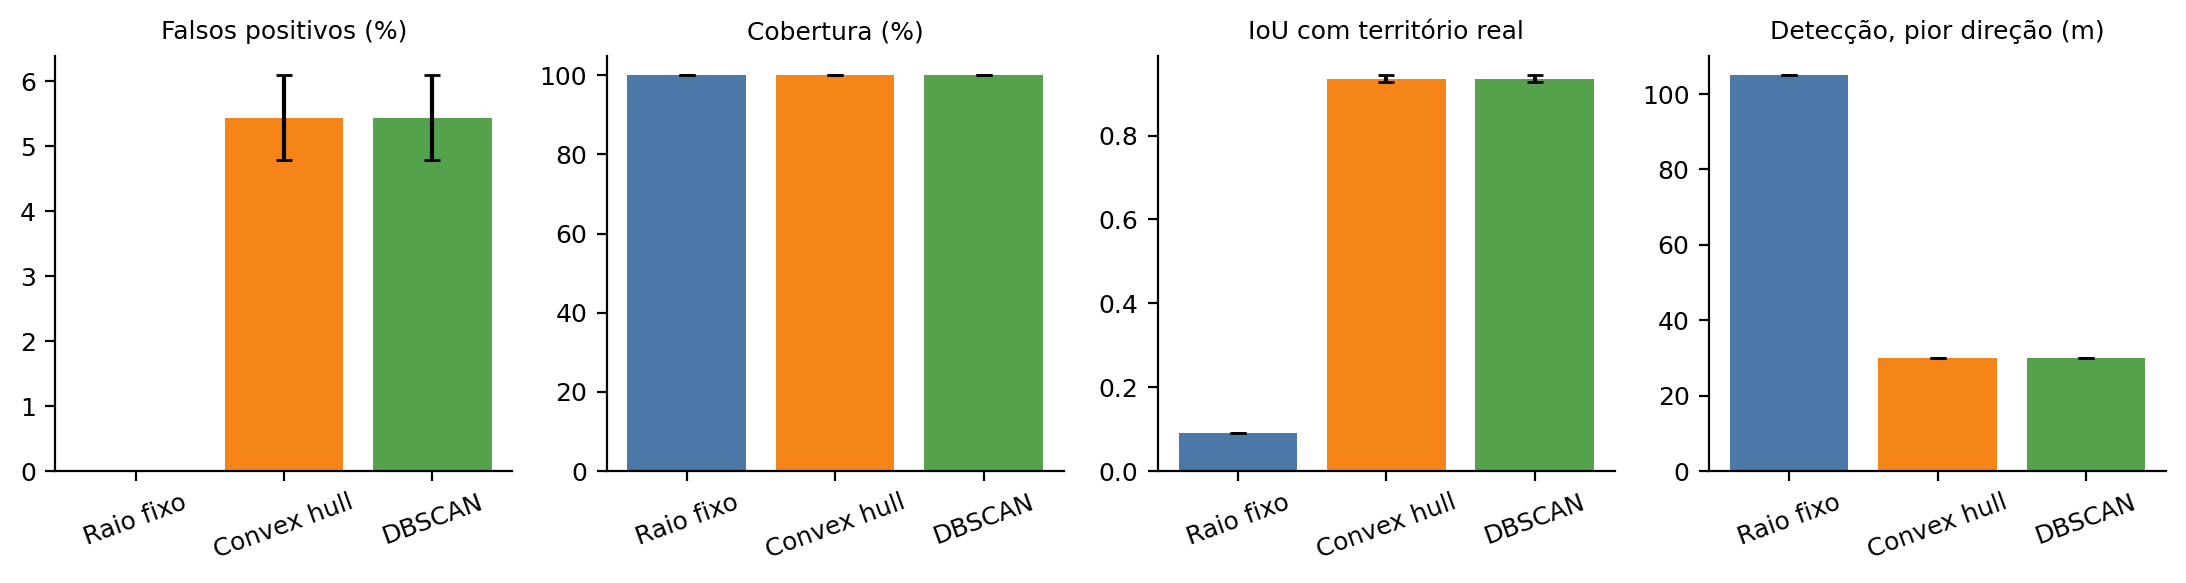 Falsos positivos (%)
6
5
4
3
2
1
0
Raio fixo
Convex hull
DBSCAN
Cobertura (%)
100
80
60
40
20
0
Raio fixo
Convex hull
DBSCAN
IoU com território real
0.8
0.6
0.4
0.2
0.0
Raio fixo
Convex hull
DBSCAN
Detecção, pior direção (m)
100
80
60
40
20
0
Raio fixo
Convex hull
DBSCAN